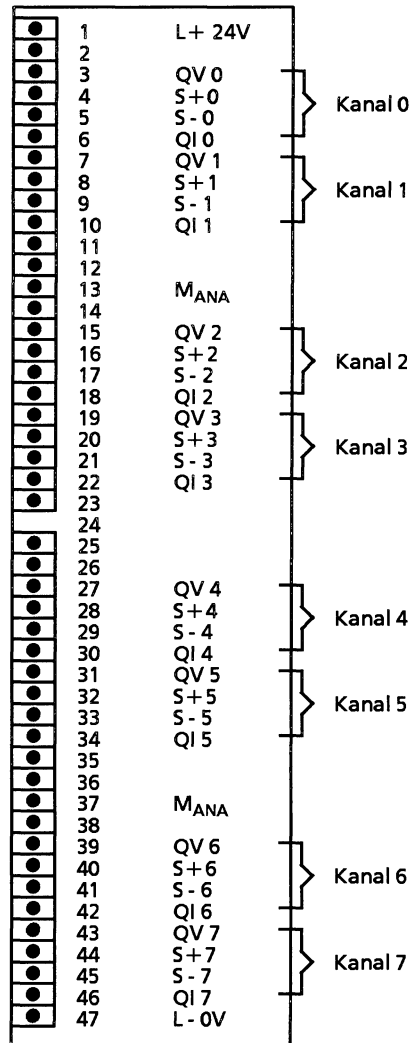 1 L+ 24V
2
3 QV 0
4 S+0 Kanal 0
5 S-0
6 QI 0
7 QV 1
8 S+1 Kanal 1
9 S-1
10 QI 1
11
12
13 MANA
14
15 QV 2
16 S+2 Kanal 2
17 S-2
18 QI 2
19 QV 3
20 S+3 Kanal 3
21 S-3
22 QI 3
23
24
25
26
27 QV 4
28 S+4 Kanal 4
29 S-4
30 QI 4
31 QV 5
32 S+5 Kanal 5
33 S-5
34 QI 5
35
36
37 MANA
38
39 QV 6
40 S+6 Kanal 6
41 S-6
42 QI 6
43 QV 7
44 S+7 Kanal 7
45 S-7
46 QI 7
47 L-0V